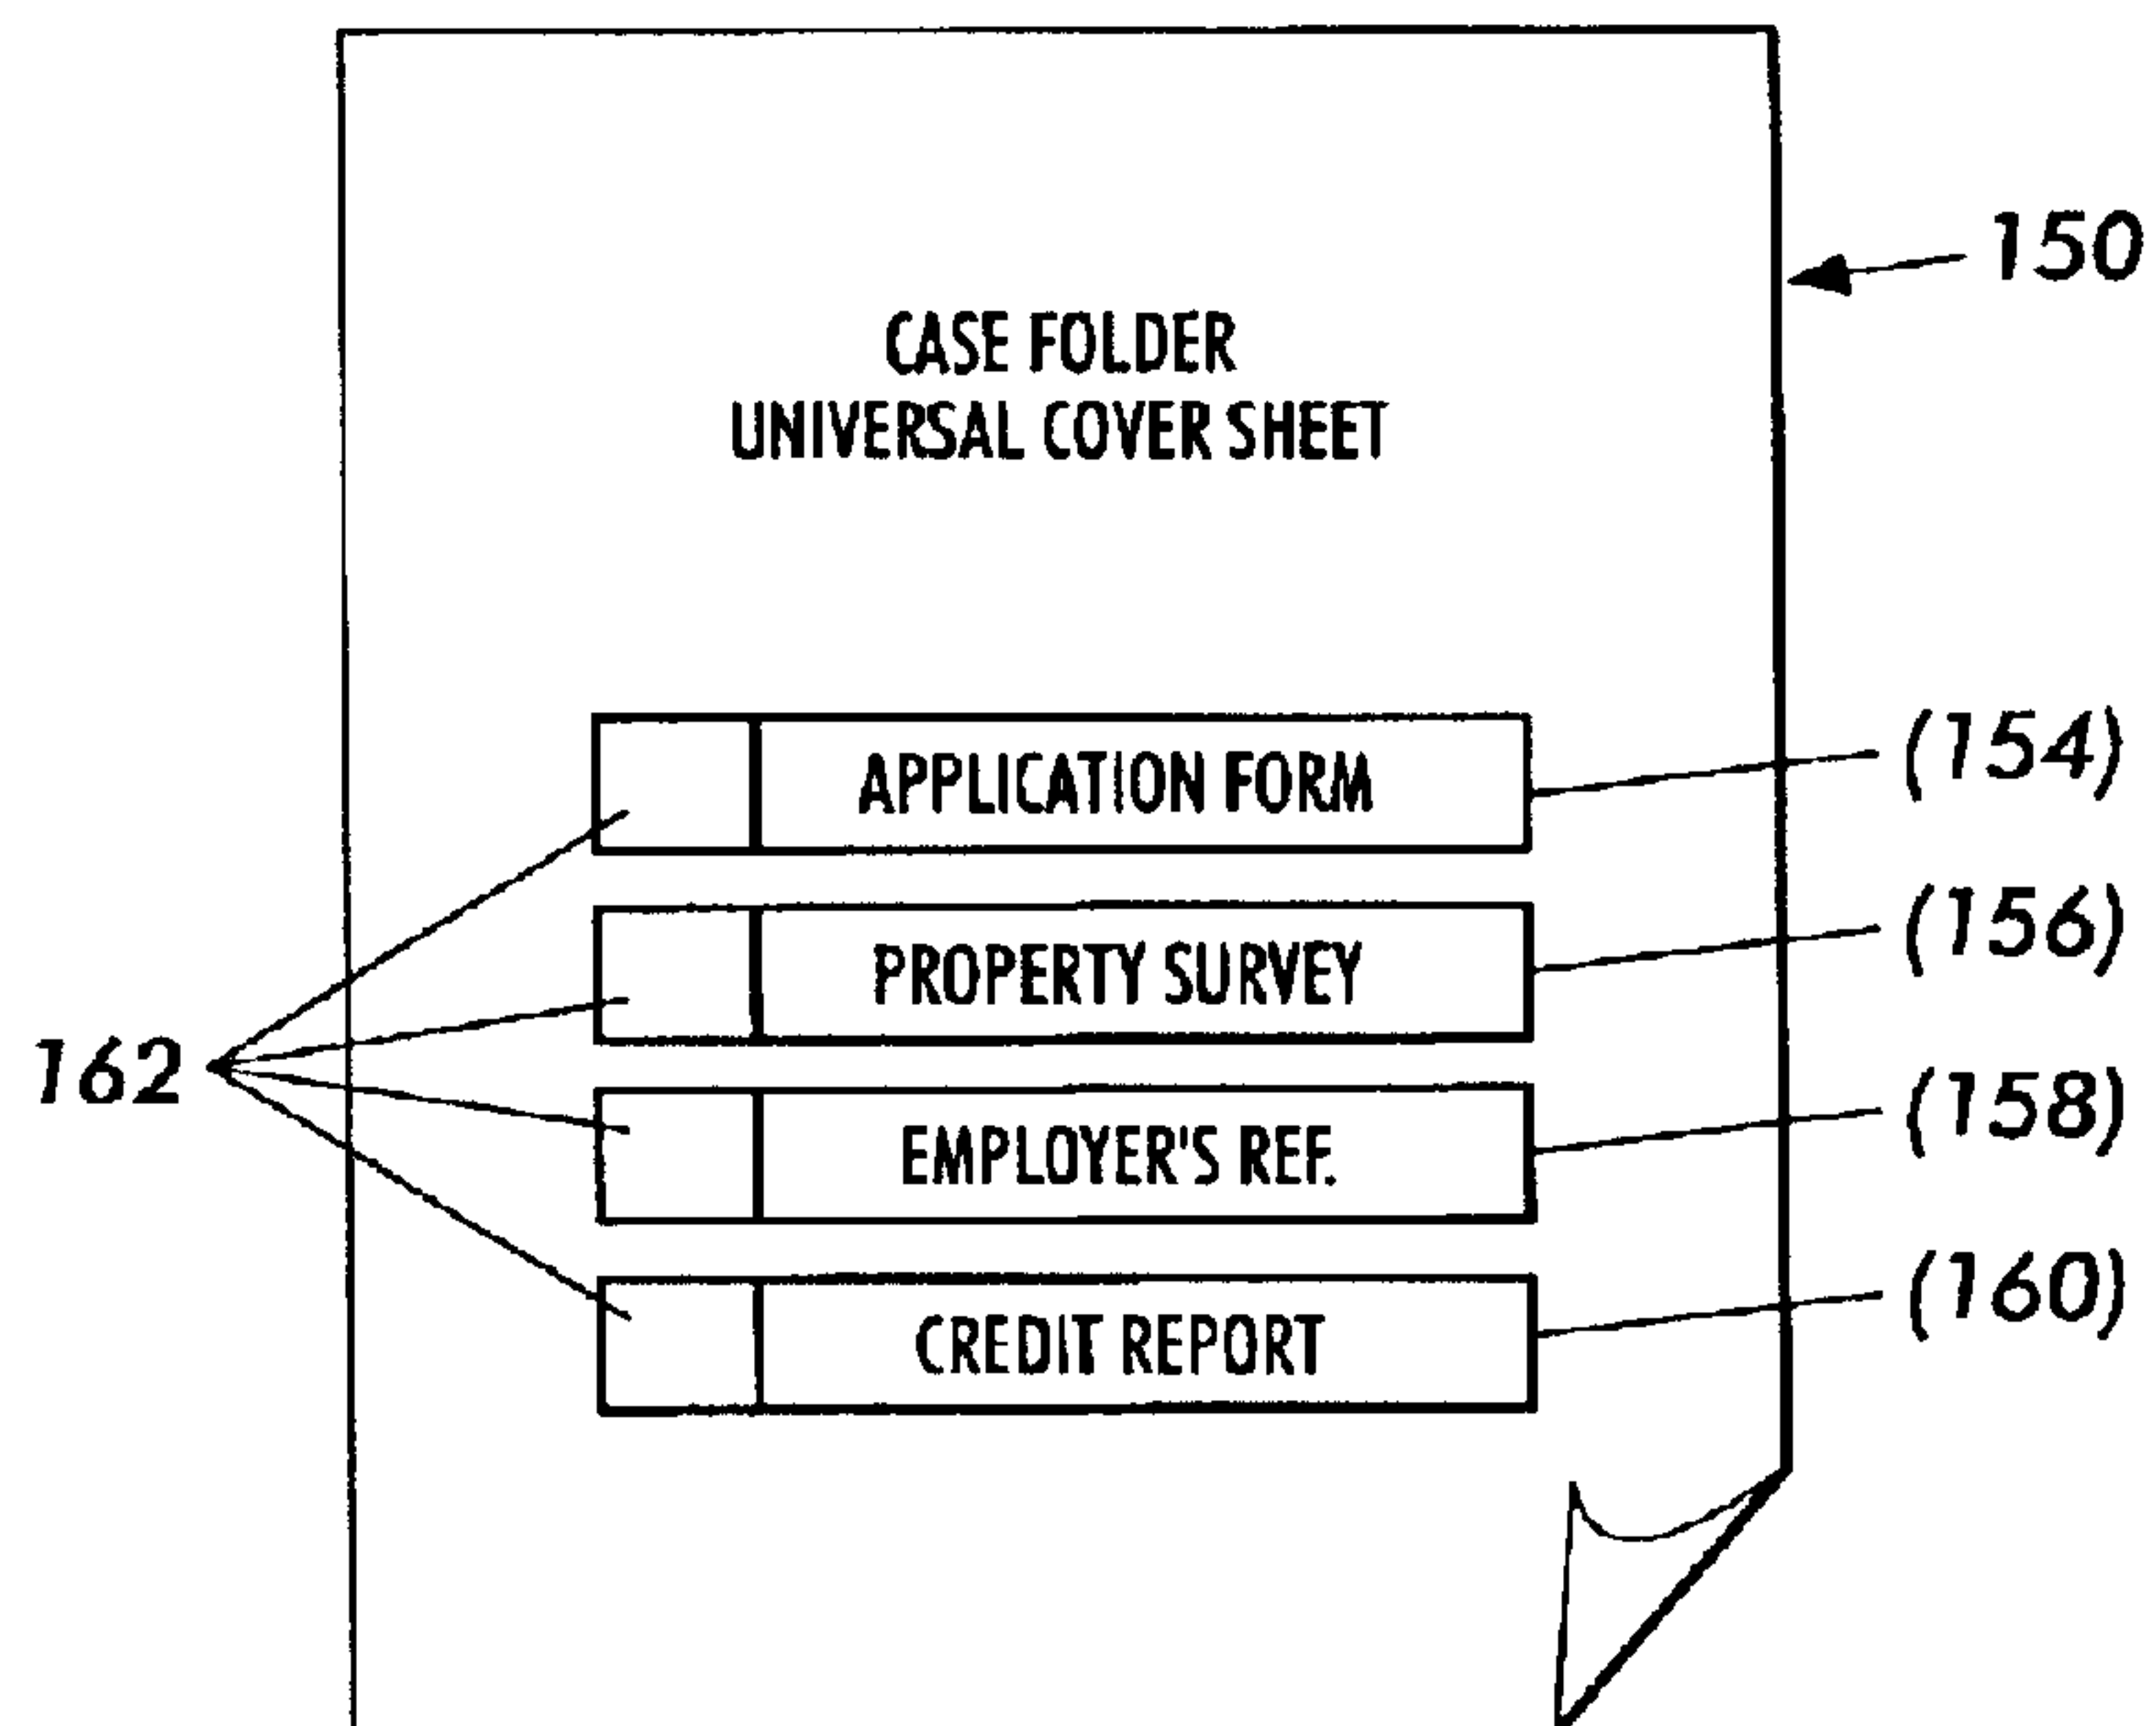 150
CASE FOLDER
UNIVERSAL COVER SHEET
APPLICATION FORM (154)
PROPERTY SURVEY (156)
162
EMPLOYER'S REF. (158)
CREDIT REPORT (160)